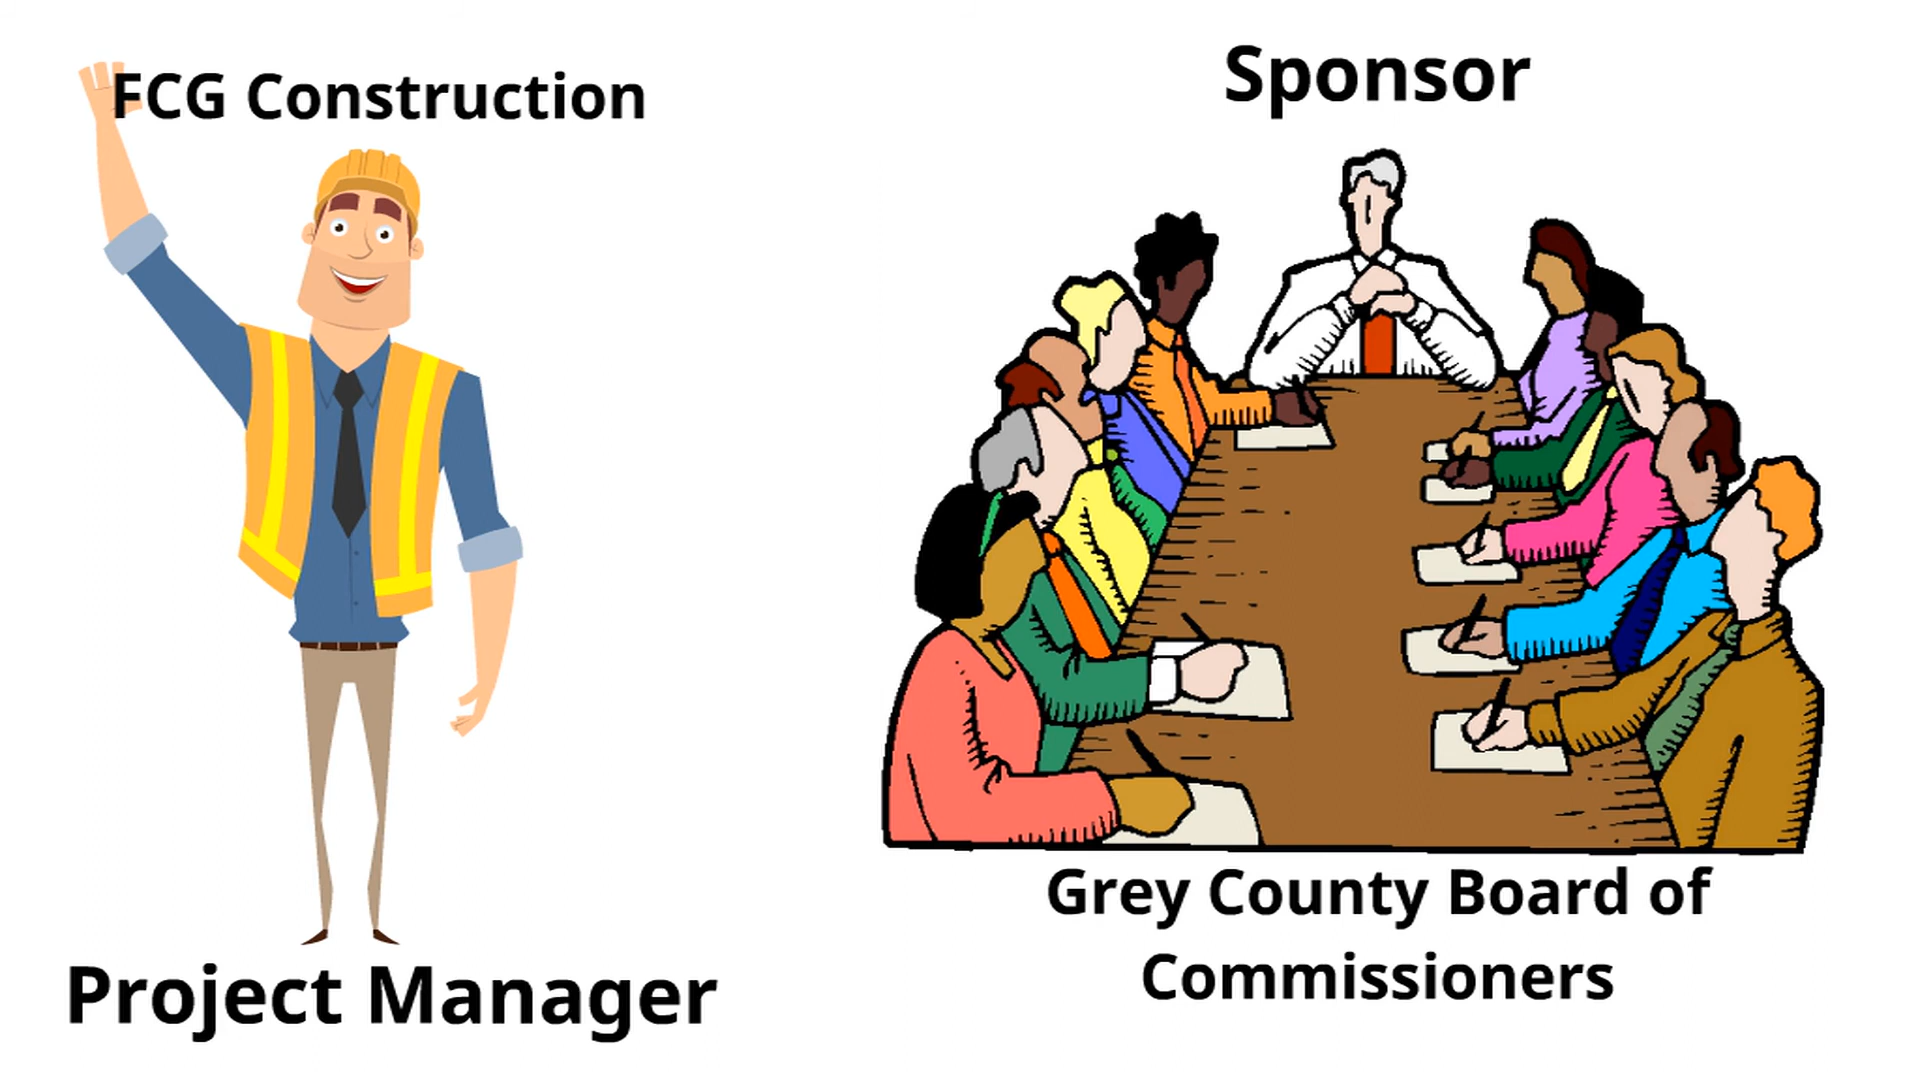 FCG Construction
Project Manager
Sponsor
Grey County Board of
Commissioners